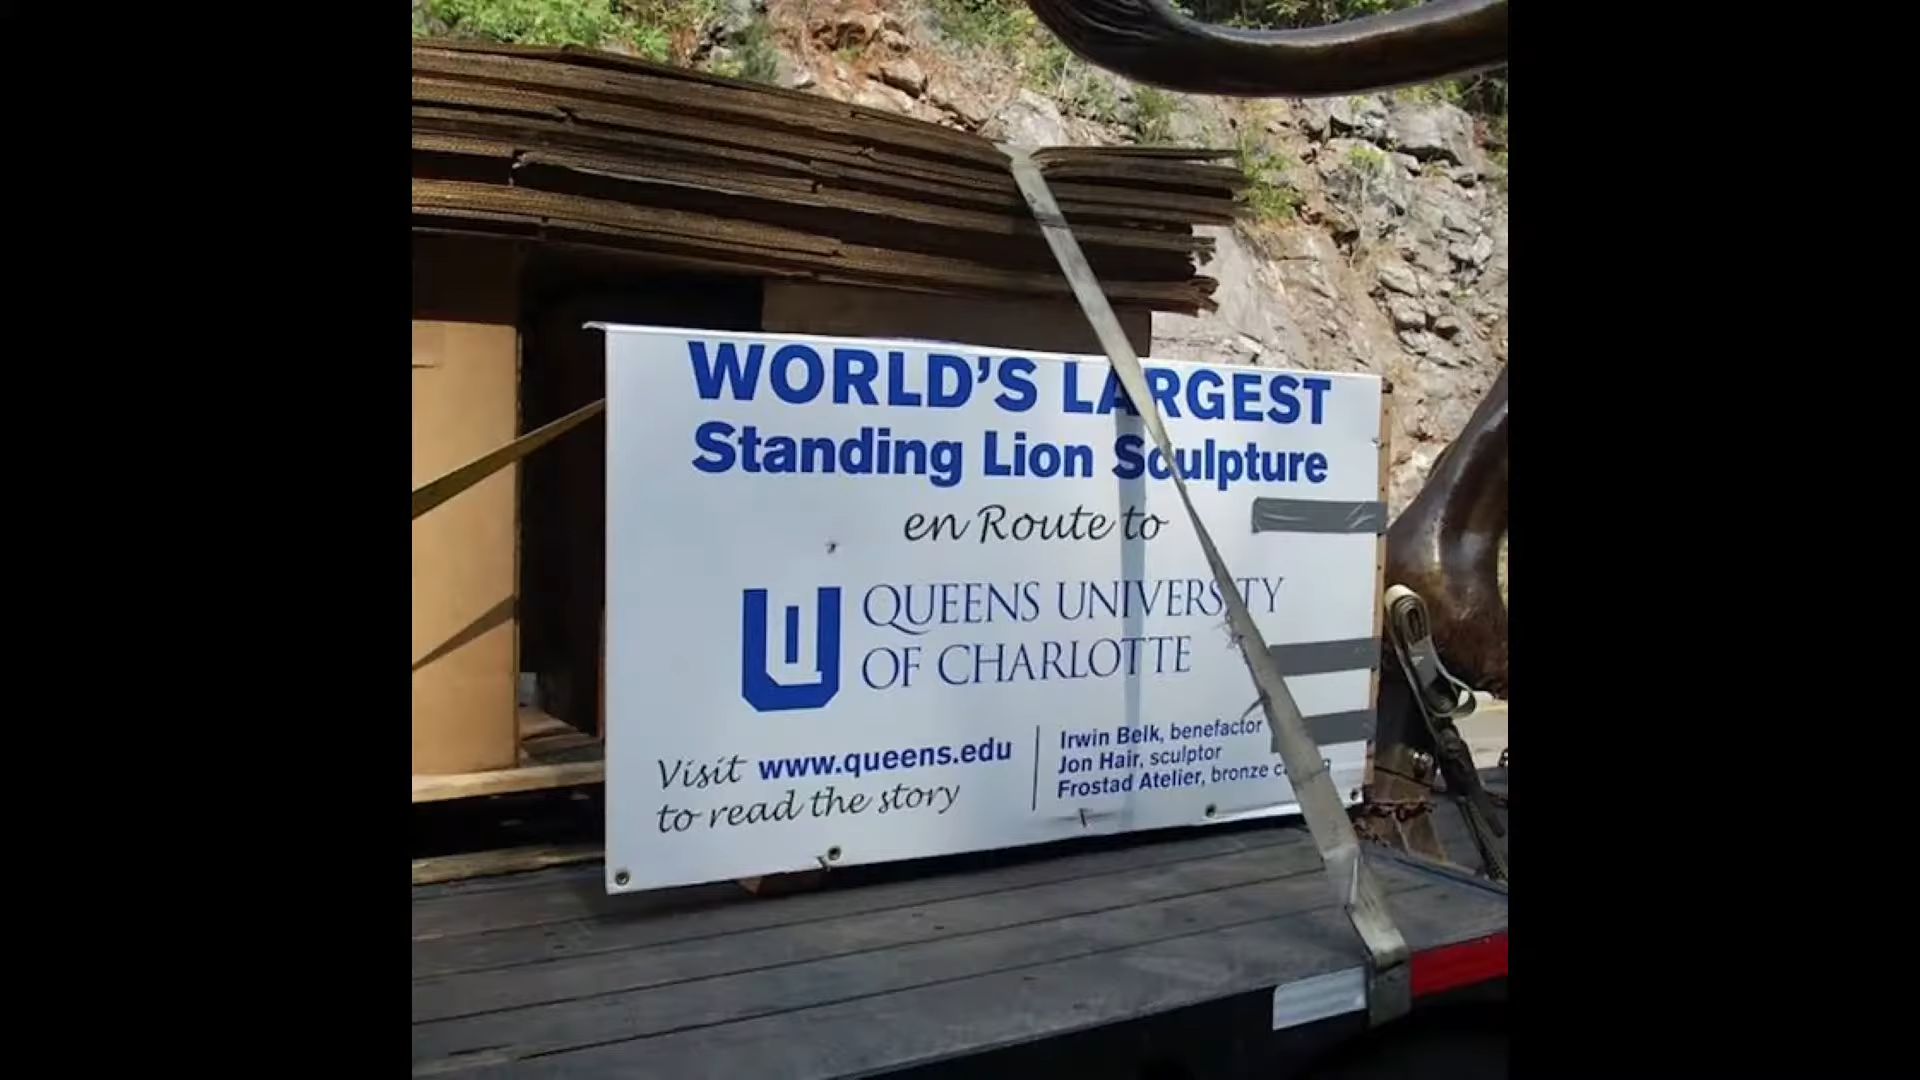 WORLD'S LARGEST
Standing Lion Sculpture
en Route to
QUEENS UNIVERSITY
OF CHARLOTTE
Visit www.queens.edu
to read the story
Irwin Belk, benefactor
Jon Hair, sculptor
Frostad Atelier, bronze